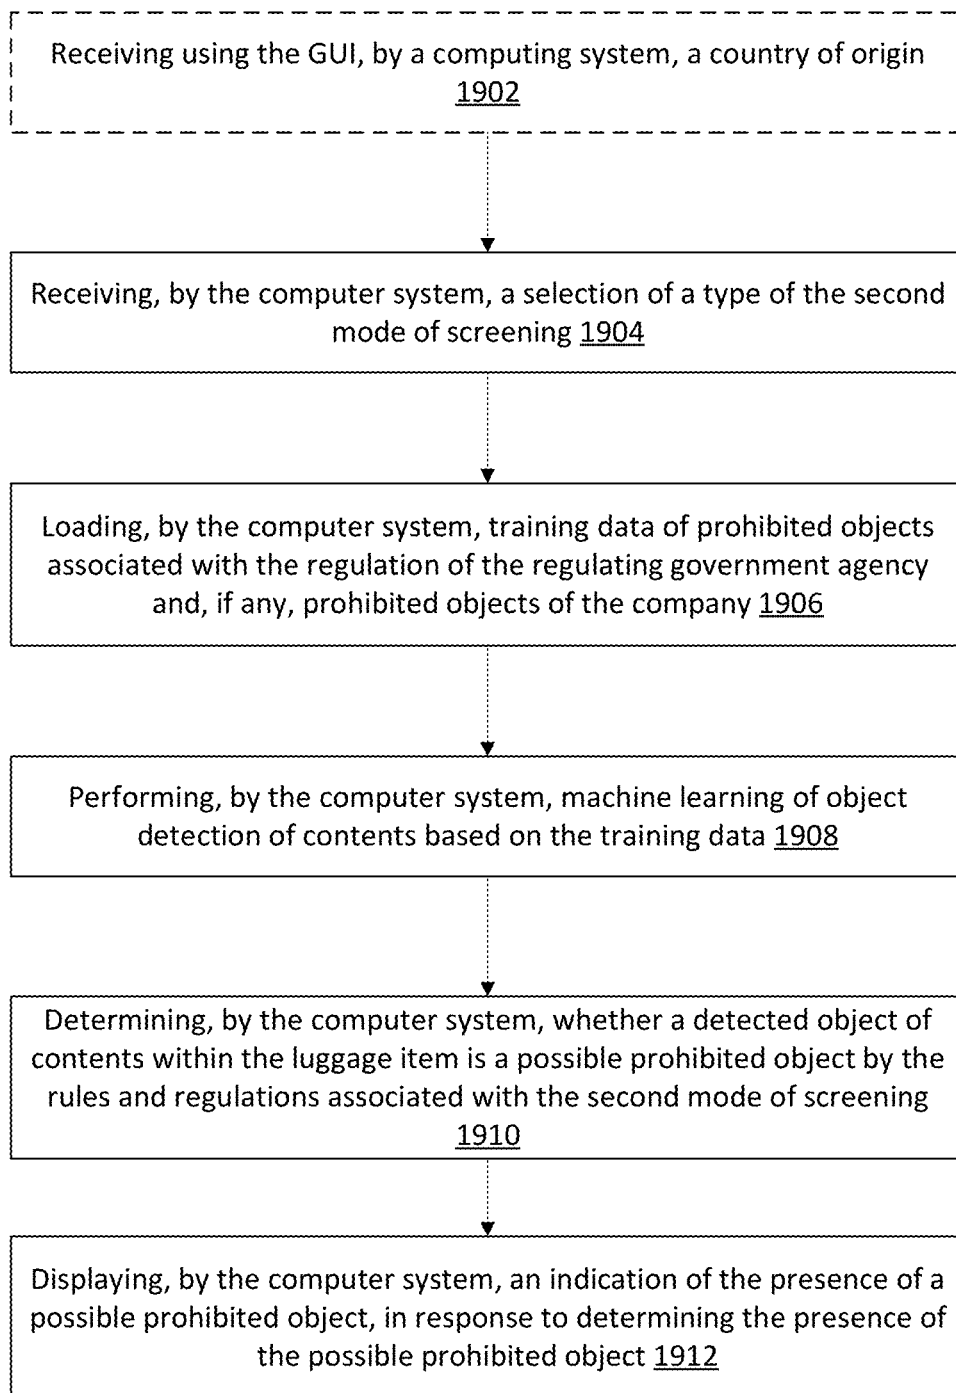 Receiving using the GUI, by a computing system, a country of origin
1902
Receiving, by the computer system, a selection of a type of the second
mode of screening 1904
Loading, by the computer system, training data of prohibited objects
associated with the regulation of the regulating government agency
and, if any, prohibited objects of the company 1906
Performing, by the computer system, machine learning of object
detection of contents based on the training data 1908
Determining, by the computer system, whether a detected object of
contents within the luggage item is a possible prohibited object by the
rules and regulations associated with the second mode of screening
1910
Displaying, by the computer system, an indication of the presence of a
possible prohibited object, in response to determining the presence of
the possible prohibited object 1912